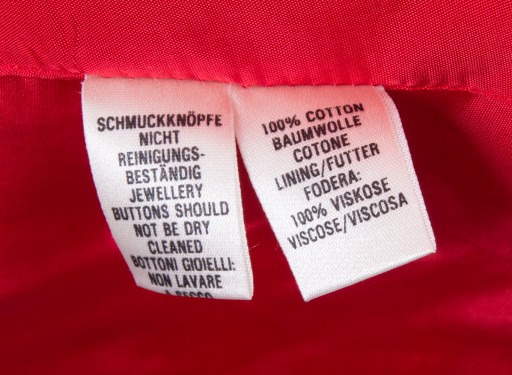 SCHMUCKKNÖPFE
NICHT
REINIGUNGS-
BESTÄNDIG
JEWELLERY
BUTTONS SHOULD
NOT BE DRY
CLEANED
BOTTONI GIOIELLI:
NON LAVARE
A SECCO
100% COTTON
BAUMWOLLE
COTONE
LINING/FUTTER
FODERA:
100% VISKOSE
VISCOSE/VISCOSA